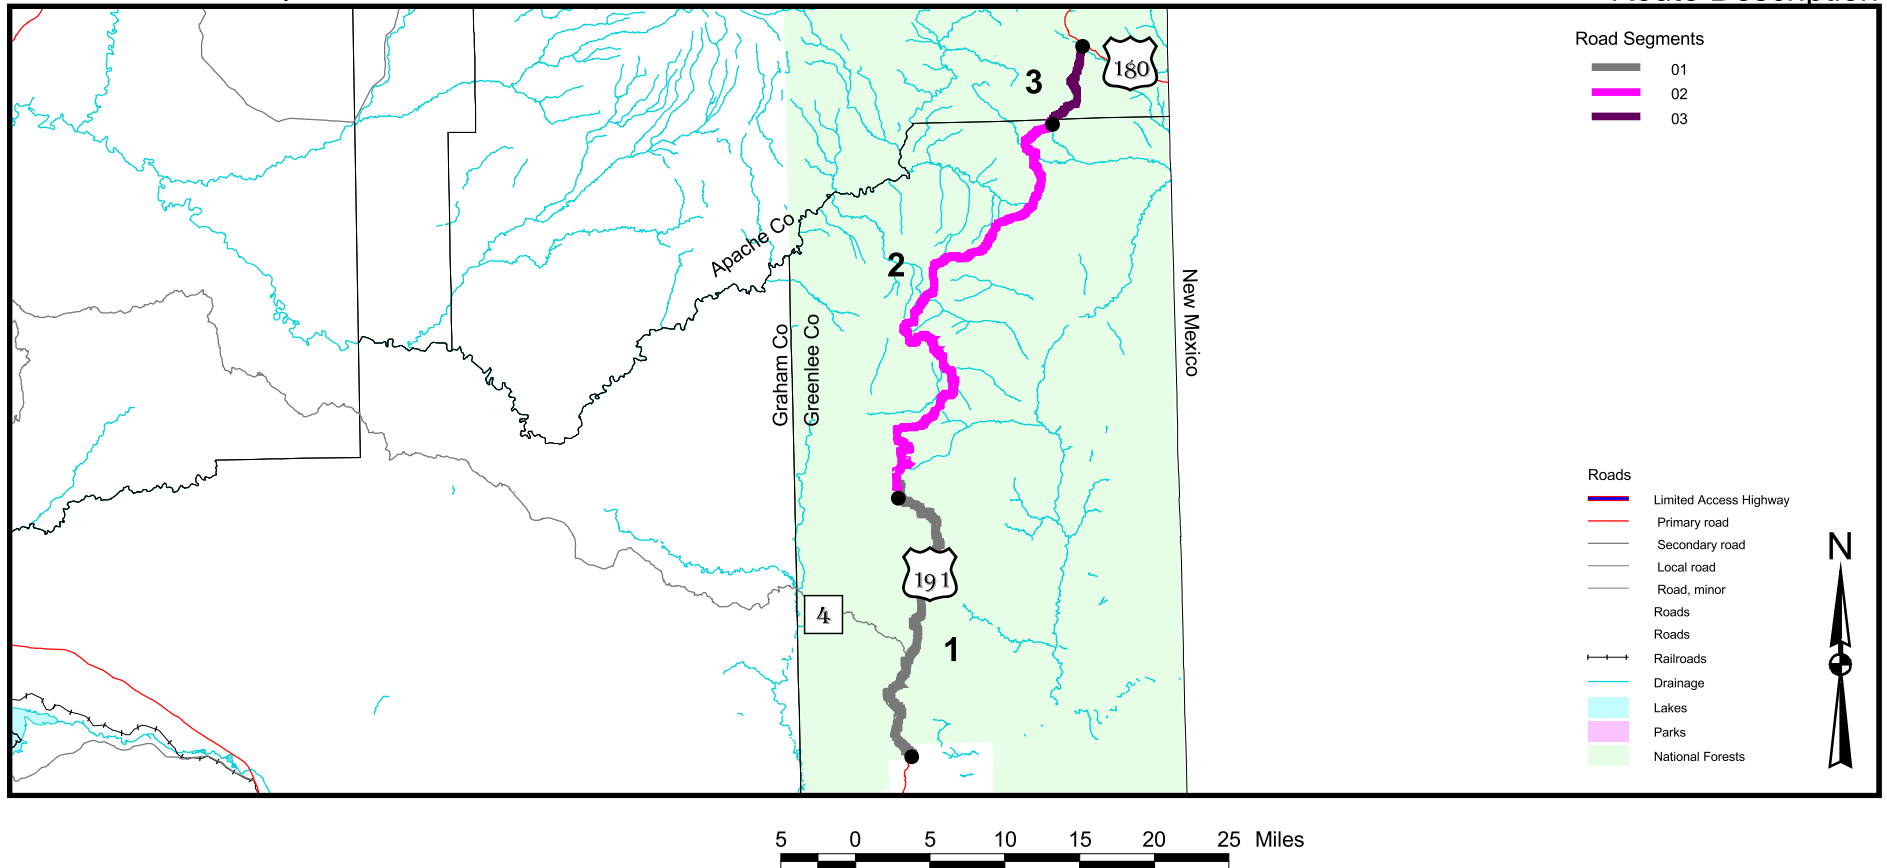 Route Description
Road Segments
01
02
03
3
180
2
Apache Co
Graham Co
Greenlee Co
New Mexico
191
4
1
Roads
Limited Access Highway
Primary road
Secondary road
Local road
Road, minor
Roads
Roads
Railroads
Drainage
Lakes
Parks
National Forests
N
5 0 5 10 15 20 25 Miles